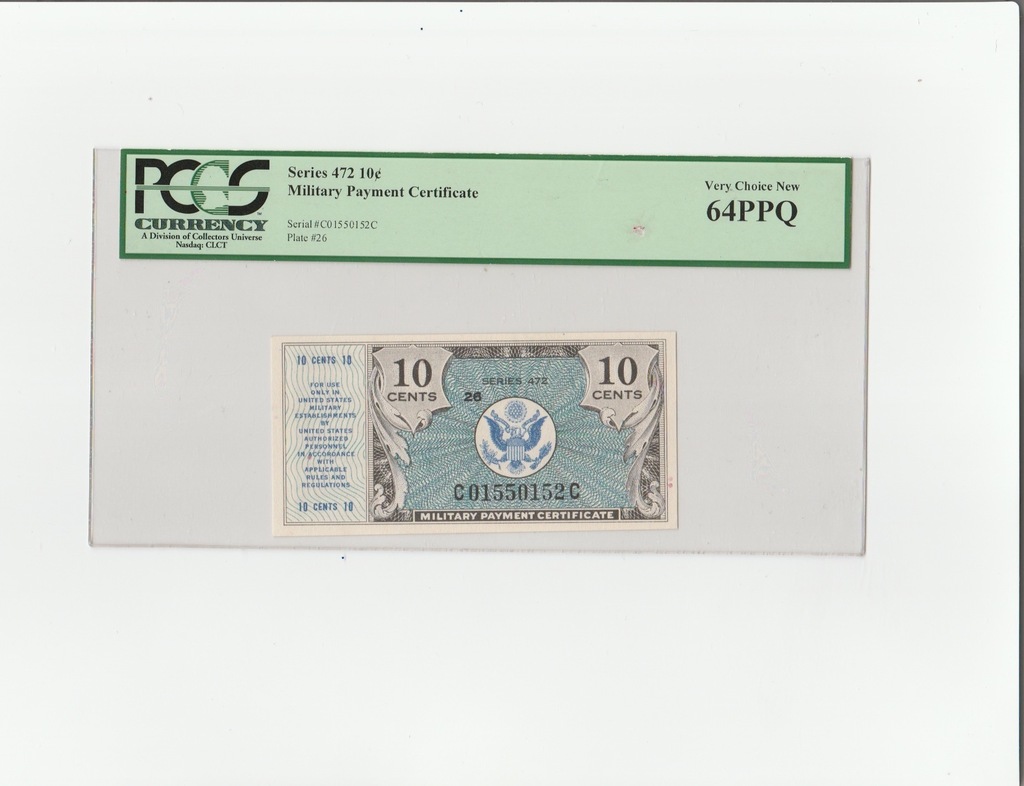 PCGS
CURRENCY
A Division of Collectors Universe
Nasdaq: CLCT
Series 472 10¢
Military Payment Certificate
Serial #C01550152C
Plate #26
Very Choice New
64PPQ
10 CENTS 10
FOR USE
ONLY IN
UNITED STATES
MILITARY
ESTABLISHMENTS
BY
UNITED STATES
AUTHORIZED
PERSONNEL
IN ACCORDANCE
WITH
APPLICABLE
RULES AND
REGULATIONS
10 CENTS 10
10
CENTS
SERIES 472
26
10
CENTS
C01550152C
MILITARY PAYMENT CERTIFICATE